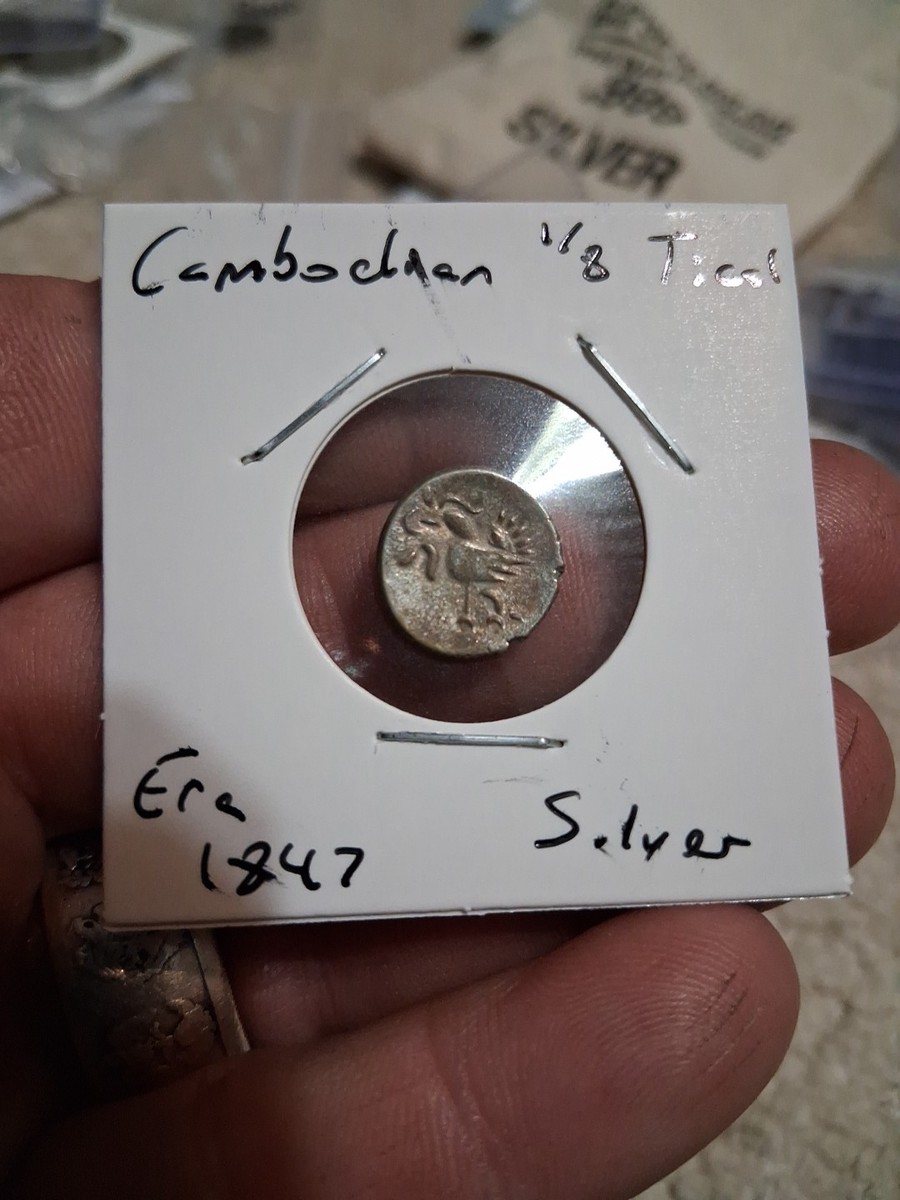 SILVER
Cambodian 1/8 Tical
Era
1847
Silver